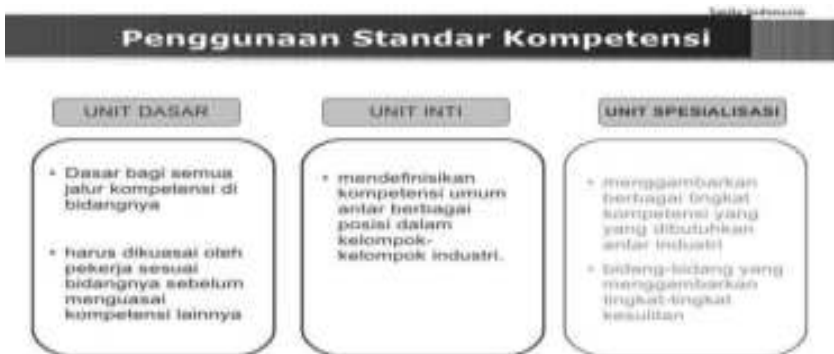 Penggunaan Standar Kompetensi
UNIT DASAR
• Dasar bagi semua
jalur kompetensi di
bidangnya
• harus dikuasai oleh
pekerja sesuai
bidangnya sebelum
menguasai
kompetensi lainnya
UNIT INTI
• mendefinisikan
kompetensi umum
antar berbagai
posisi dalam
kelompok-
kelompok industri.
UNIT SPESIALISASI
• menggambarkan
berbagai tingkat
kompetensi yang
yang dibutuhkan
antar industri
• bidang-bidang yang
menggambarkan
tingkat-tingkat
kesulitan